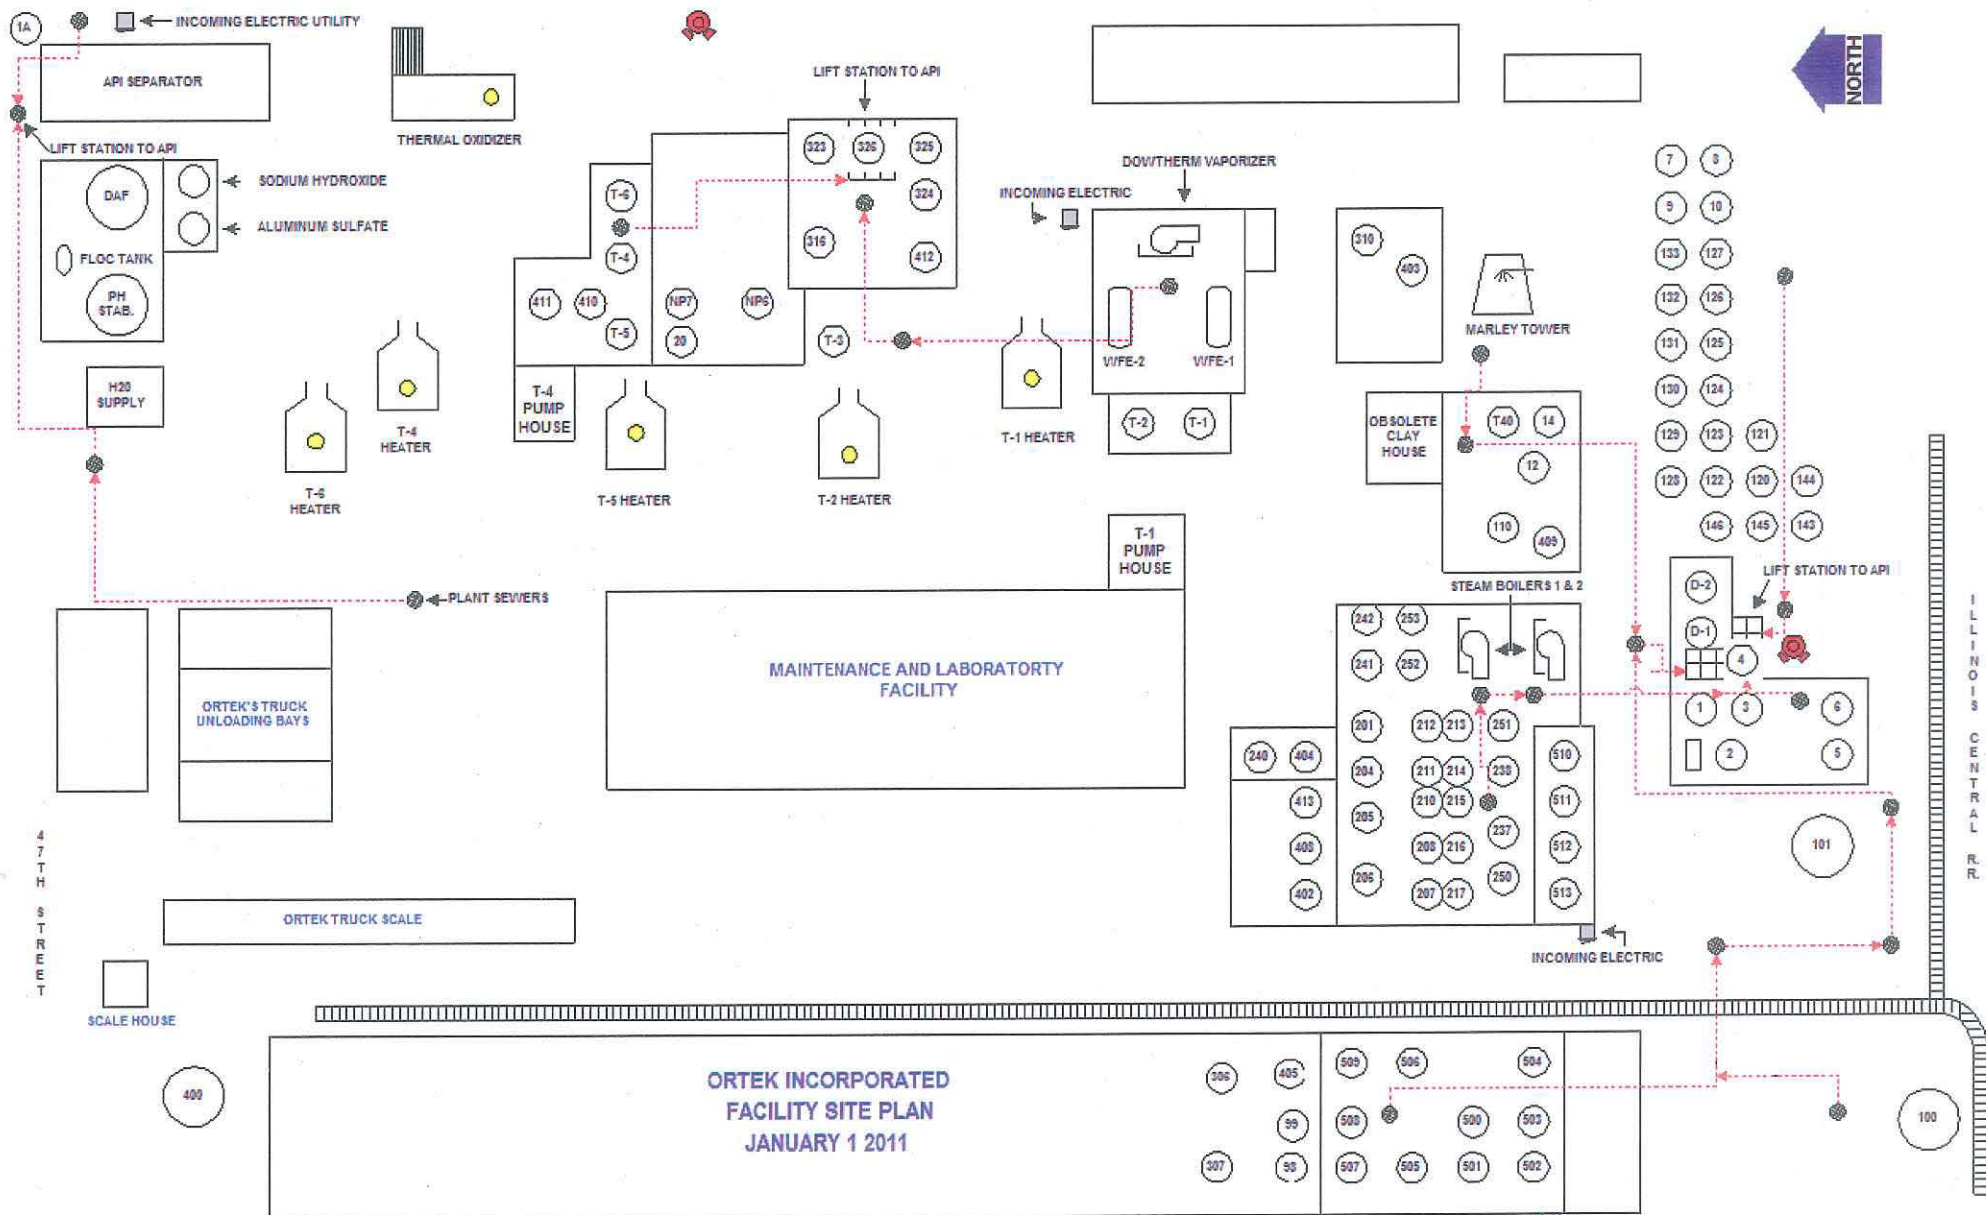 1A
INCOMING ELECTRIC UTILITY
API SEPARATOR
LIFT STATION TO API
THERMAL OXIDIZER
LIFT STATION TO API
NORTH
DAF
SODIUM HYDROXIDE
ALUMINUM SULFATE
FLOC TANK
PH
STAB.
H20
SUPPLY
T-6
T-4
411
410
T-5
T-4
PUMP
HOUSE
NP7
NP6
20
323
326
325
324
316
412
T-3
INCOMING ELECTRIC
DOWTHERM VAPORIZER
WFE-2
WFE-1
T-2
T-1
T-6
HEATER
T-4
HEATER
T-5 HEATER
T-2 HEATER
T-1 HEATER
310
403
MARLEY TOWER
OBSOLETE
CLAY
HOUSE
T40
14
12
110
409
7
8
9
10
133
127
132
126
131
125
130
124
129
123
121
128
122
120
144
146
145
143
PLANT SEWERS
T-1
PUMP
HOUSE
MAINTENANCE AND LABORATORTY
FACILITY
ORTEK'S TRUCK
UNLOADING BAYS
STEAM BOILERS 1 & 2
LIFT STATION TO API
D-2
D-1
4
1
3
6
2
5
242
253
241
252
201
212
213
251
240
404
204
211
214
238
510
413
210
215
511
205
237
408
208
216
512
206
250
402
207
217
513
101
ILLINOIS CENTRAL R.R.
47TH STREET
ORTEK TRUCK SCALE
SCALE HOUSE
INCOMING ELECTRIC
400
ORTEK INCORPORATED
FACILITY SITE PLAN
JANUARY 1 2011
306
405
509
506
504
99
508
500
503
307
98
507
505
501
502
100